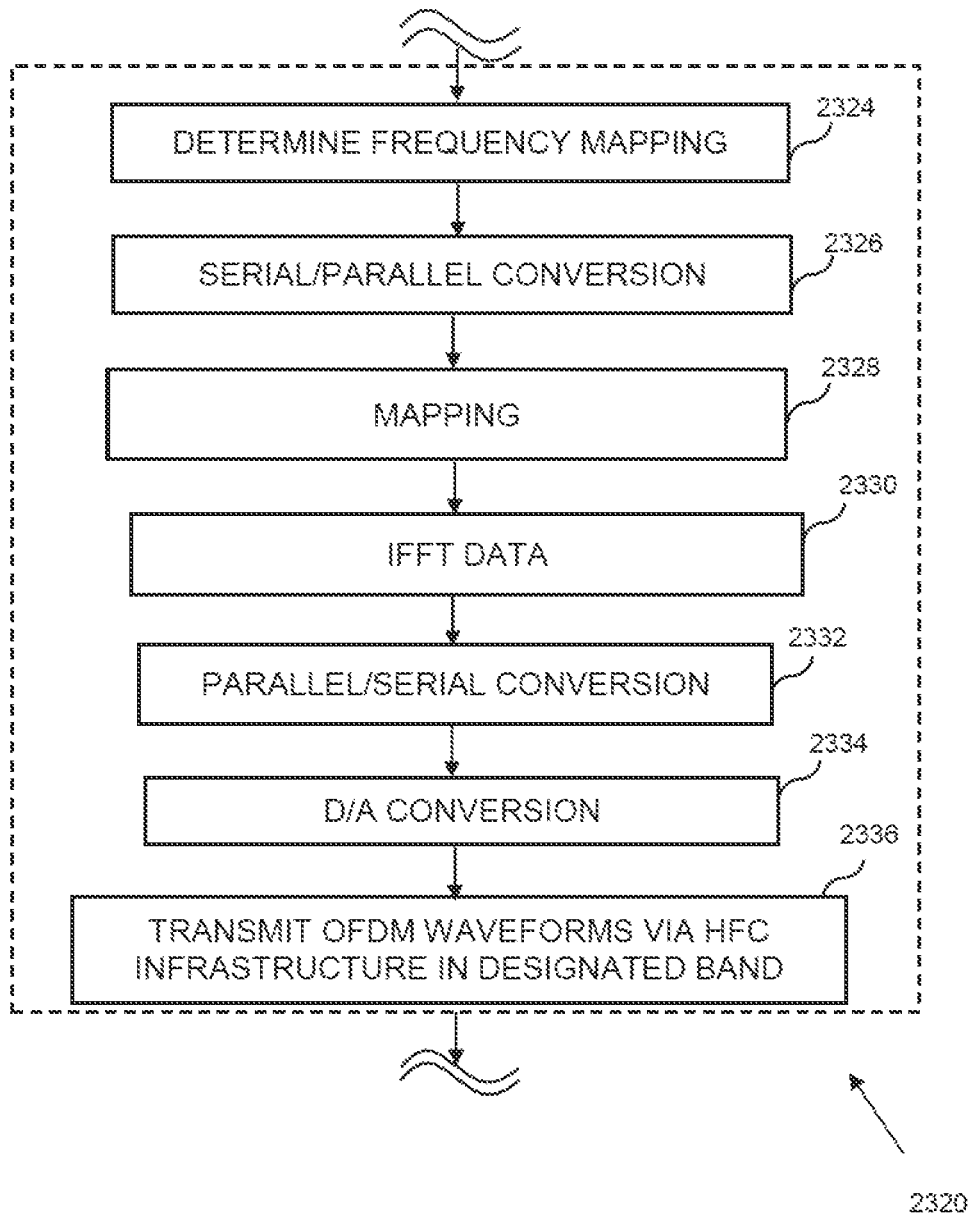 2324
DETERMINE FREQUENCY MAPPING
2326
SERIAL/PARALLEL CONVERSION
2328
MAPPING
2330
IFFT DATA
2332
PARALLEL/SERIAL CONVERSION
2334
D/A CONVERSION
2336
TRANSMIT OFDM WAVEFORMS VIA HFC
INFRASTRUCTURE IN DESIGNATED BAND
2320